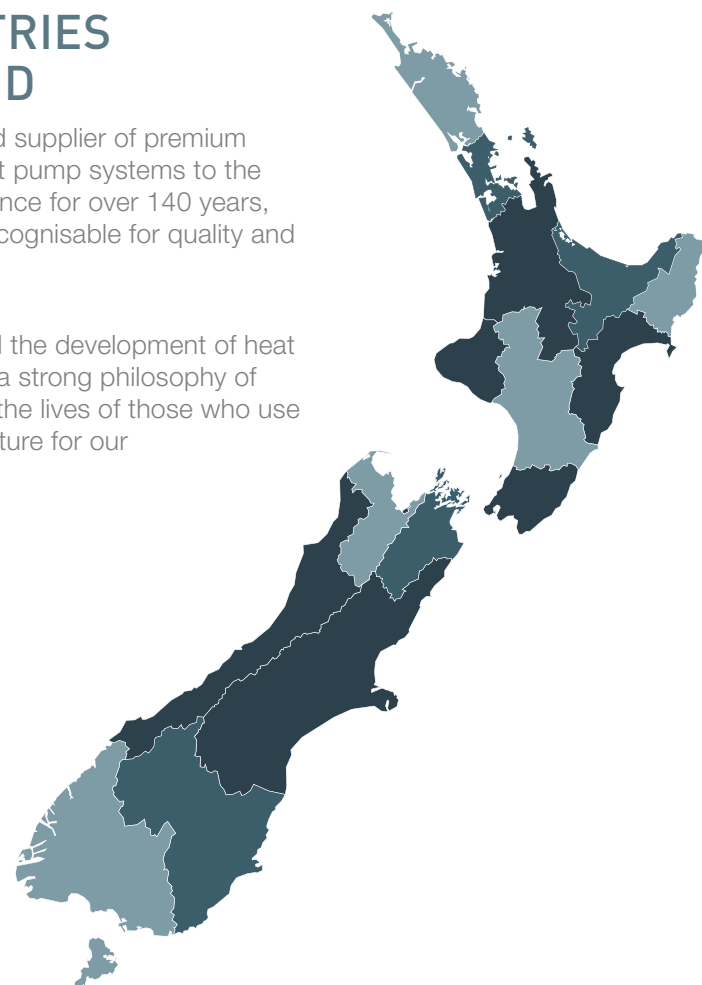 TRIES
D
d supplier of premium
t pump systems to the
nce for over 140 years,
cognisable for quality and
l the development of heat
a strong philosophy of
the lives of those who use
ture for our